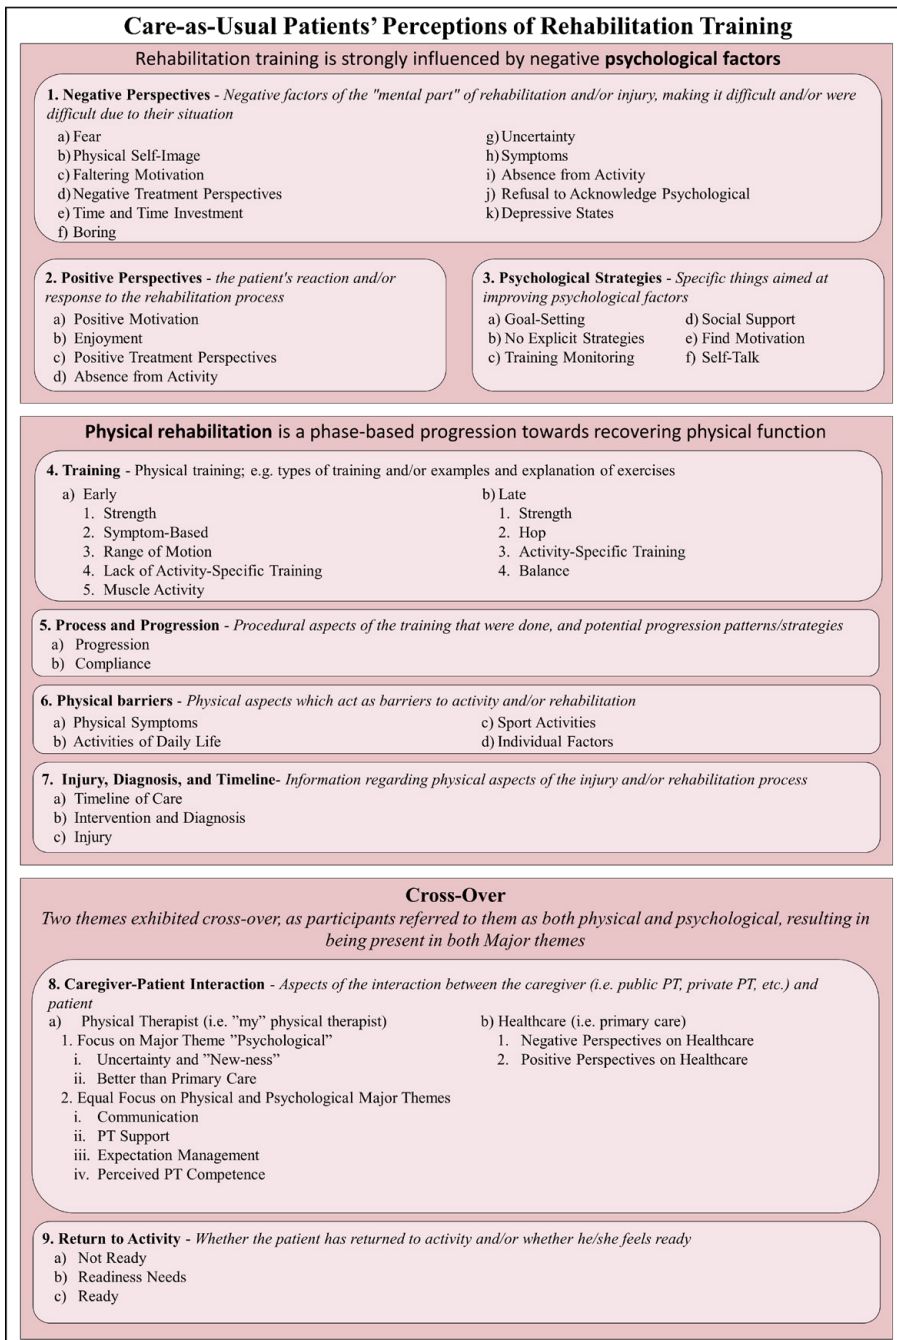 Care-as-Usual Patients' Perceptions of Rehabilitation Training
Rehabilitation training is strongly influenced by negative psychological factors
1. Negative Perspectives - Negative factors of the "mental part" of rehabilitation and/or injury, making it difficult and/or were
difficult due to their situation
a) Fear
b) Physical Self-Image
c) Faltering Motivation
d) Negative Treatment Perspectives
e) Time and Time Investment
f) Boring
g) Uncertainty
h) Symptoms
i) Absence from Activity
j) Refusal to Acknowledge Psychological
k) Depressive States
2. Positive Perspectives - the patient's reaction and/or
response to the rehabilitation process
a) Positive Motivation
b) Enjoyment
c) Positive Treatment Perspectives
d) Absence from Activity
3. Psychological Strategies - Specific things aimed at
improving psychological factors
a) Goal-Setting
b) No Explicit Strategies
c) Training Monitoring
d) Social Support
e) Find Motivation
f) Self-Talk
Physical rehabilitation is a phase-based progression towards recovering physical function
4. Training - Physical training; e.g. types of training and/or examples and explanation of exercises
a) Early
1. Strength
2. Symptom-Based
3. Range of Motion
4. Lack of Activity-Specific Training
5. Muscle Activity
b) Late
1. Strength
2. Hop
3. Activity-Specific Training
4. Balance
5. Process and Progression - Procedural aspects of the training that were done, and potential progression patterns/strategies
a) Progression
b) Compliance
6. Physical barriers - Physical aspects which act as barriers to activity and/or rehabilitation
a) Physical Symptoms
b) Activities of Daily Life
c) Sport Activities
d) Individual Factors
7. Injury, Diagnosis, and Timeline- Information regarding physical aspects of the injury and/or rehabilitation process
a) Timeline of Care
b) Intervention and Diagnosis
c) Injury
Cross-Over
Two themes exhibited cross-over, as participants referred to them as both physical and psychological, resulting in
being present in both Major themes
8. Caregiver-Patient Interaction - Aspects of the interaction between the caregiver (i.e. public PT, private PT, etc.) and
patient
a) Physical Therapist (i.e. ”my” physical therapist)
1. Focus on Major Theme ”Psychological”
i. Uncertainty and ”New-ness”
ii. Better than Primary Care
2. Equal Focus on Physical and Psychological Major Themes
i. Communication
ii. PT Support
iii. Expectation Management
iv. Perceived PT Competence
b) Healthcare (i.e. primary care)
1. Negative Perspectives on Healthcare
2. Positive Perspectives on Healthcare
9. Return to Activity - Whether the patient has returned to activity and/or whether he/she feels ready
a) Not Ready
b) Readiness Needs
c) Ready